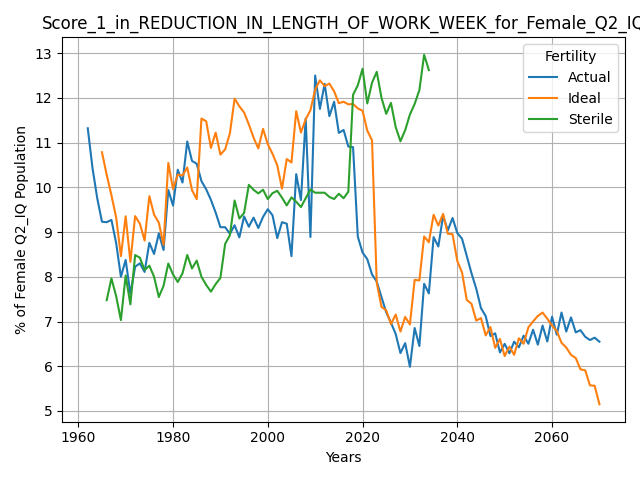 Score_1_in_REDUCTION_IN_LENGTH_OF_WORK_WEEK_for_Female_Q2_IQ
Fertility
Actual
Ideal
Sterile
% of Female Q2_IQ Population
13
12
11
10
9
8
7
6
5
1960 1980 2000 2020 2040 2060
Years